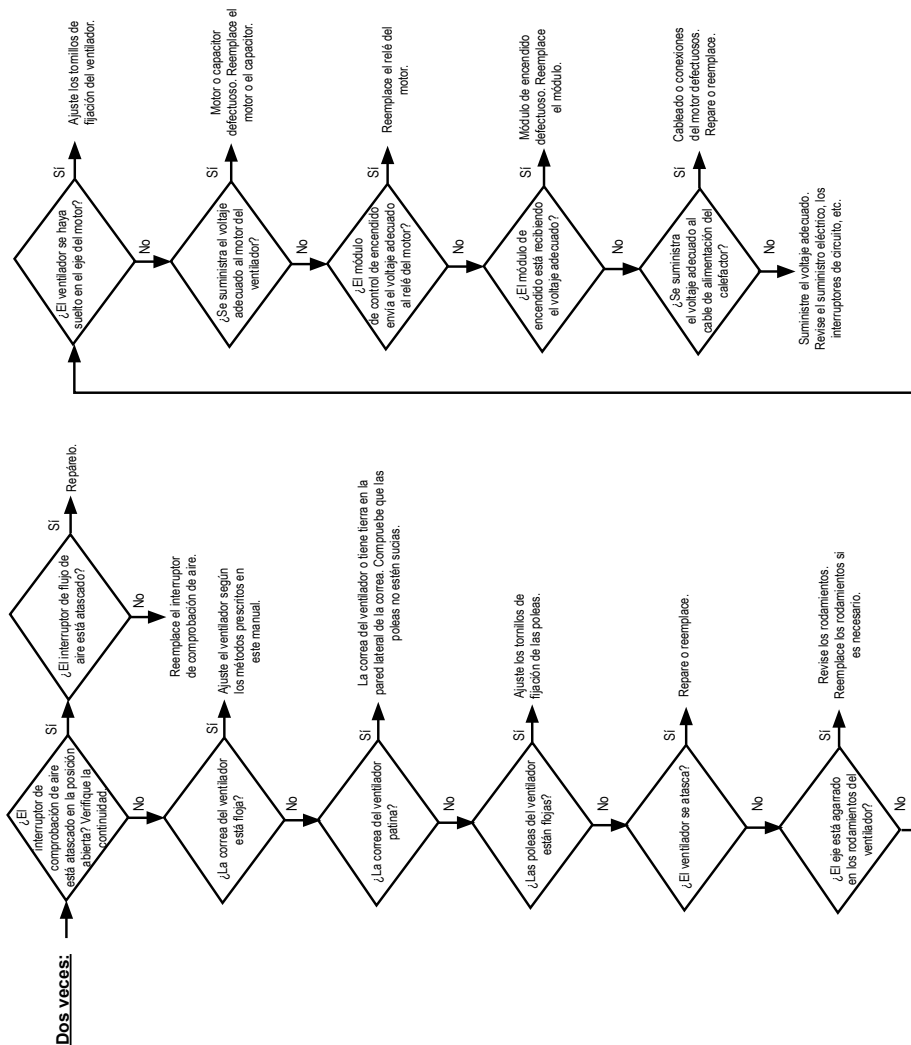 Dos veces:
¿El
interruptor de
comprobación de aire
está atascado en la posición
abierta? Verifique la
continuidad.
Sí
¿El interruptor de flujo de
aire está atascado?
Sí
Repárelo.
No
Reemplace el interruptor
de comprobación de aire.
No
¿La correa del ventilador
está floja?
Sí
Ajuste el ventilador según
los métodos prescritos en
este manual.
No
¿La correa del ventilador
patina?
Sí
La correa del ventilador o tiene tierra en la
pared lateral de la correa. Compruebe que las
poleas no estén sucias.
No
¿Las poleas del ventilador
están flojas?
Sí
Ajuste los tornillos de
fijación de las poleas.
No
¿El ventilador se atasca?
Sí
Repare o reemplace.
No
¿El eje está agarrado
en los rodamientos del
ventilador?
Sí
Revise los rodamientos.
Reemplace los rodamientos si
es necesario.
No
¿El ventilador se haya
suelto en el eje del motor?
Sí
Ajuste los tornillos de
fijación del ventilador.
No
¿Se suministra el voltaje
adecuado al motor del
ventilador?
Sí
Motor o capacitor
defectuoso. Reemplace el
motor o el capacitor.
No
¿El módulo
de control de encendido
envía el voltaje adecuado
al relé del motor?
Sí
Reemplace el relé del
motor.
No
¿El módulo de
encendido está recibiendo
el voltaje adecuado?
Sí
Módulo de encendido
defectuoso. Reemplace
el módulo.
No
¿Se suministra
el voltaje adecuado al
cable de alimentación del
calefactor?
Sí
Cableado o conexiones
del motor defectuosos.
Repare o reemplace.
No
Suministre el voltaje adecuado.
Revise el suministro eléctrico, los
interruptores de circuito, etc.